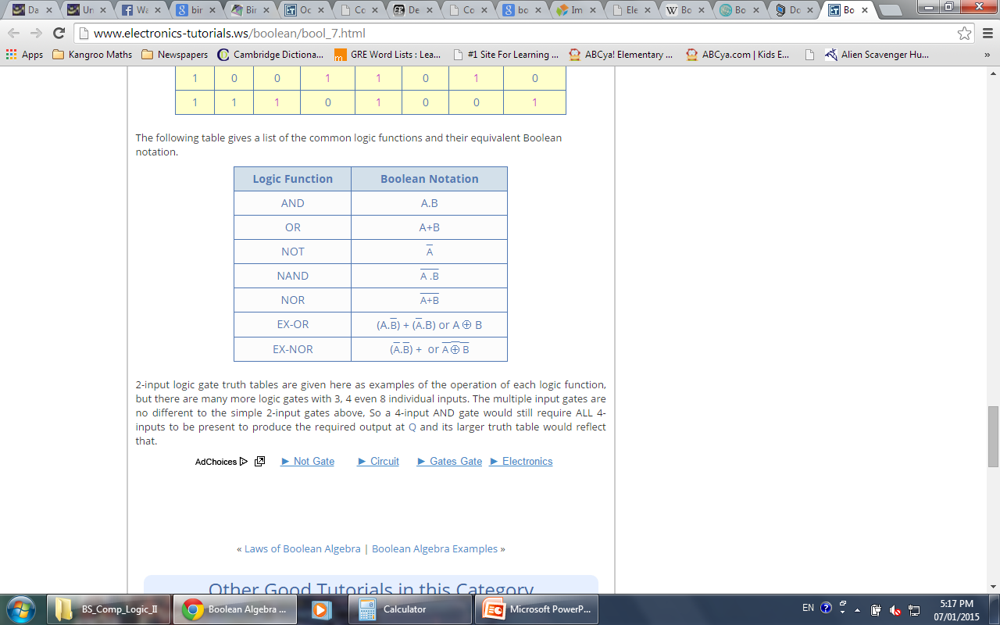 Da
Un
Wa
bir
Bir
Oc
Co
De
Co
bo
Im
Ele
Bo
Bo
Do
Bo
www.electronics-tutorials.ws/boolean/bool_7.html
Apps Kangroo Maths Newspapers Cambridge Dictiona... GRE Word Lists : Lea... #1 Site For Learning ... ABCya! Elementary ... ABCya.com | Kids E... Alien Scavenger Hu... »
1 0 0 1 1 0 1 0
1 1 1 0 1 0 0 1
The following table gives a list of the common logic functions and their equivalent Boolean
notation.
Logic Function Boolean Notation
AND A.B
OR A+B
NOT A̅
NAND A̅ ̅.̅B̅
NOR A̅+̅B̅
EX-OR (A.B̅) + (A̅.B) or A ⊕ B
EX-NOR (A̅.B̅) + or A̅ ̅⊕̅ ̅B̅
2-input logic gate truth tables are given here as examples of the operation of each logic function,
but there are many more logic gates with 3, 4 even 8 individual inputs. The multiple input gates are
no different to the simple 2-input gates above, So a 4-input AND gate would still require ALL 4-
inputs to be present to produce the required output at Q and its larger truth table would reflect
that.
AdChoices ► Not Gate ► Circuit ► Gates Gate ► Electronics
« Laws of Boolean Algebra | Boolean Algebra Examples »
Other Good Tutorials in this Category
BS_Comp_Logic_II Boolean Algebra ... Calculator Microsoft PowerP... EN 5:17 PM
07/01/2015